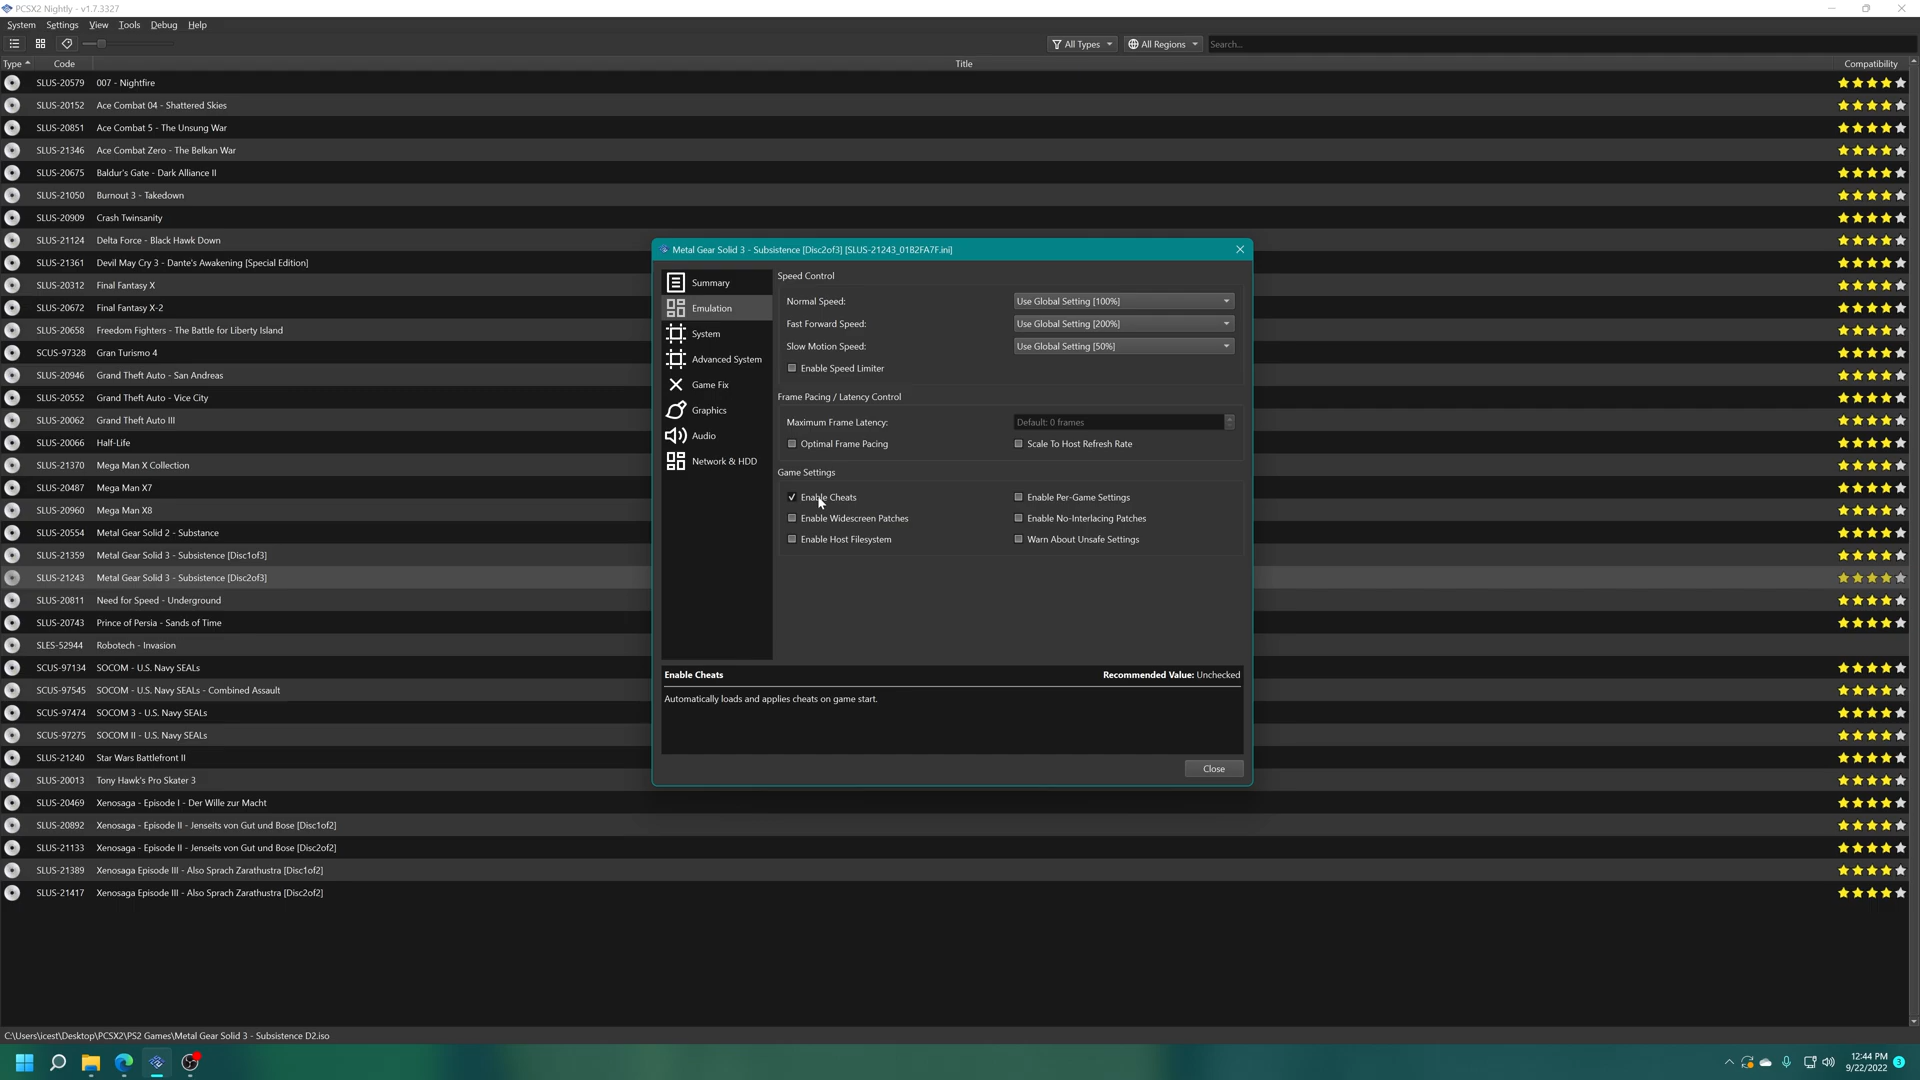 PCSX2 Nightly - v1.7.3327
System Settings View Tools Debug Help
All Types All Regions Search...
Type Code Title Compatibility
SLUS-20579 007 - Nightfire
SLUS-20152 Ace Combat 04 - Shattered Skies
SLUS-20851 Ace Combat 5 - The Unsung War
SLUS-21346 Ace Combat Zero - The Belkan War
SLUS-20675 Baldur's Gate - Dark Alliance II
SLUS-21050 Burnout 3 - Takedown
SLUS-20909 Crash Twinsanity
SLUS-21124 Delta Force - Black Hawk Down
SLUS-21361 Devil May Cry 3 - Dante's Awakening [Special Edition]
SLUS-20312 Final Fantasy X
SLUS-20672 Final Fantasy X-2
SLUS-20658 Freedom Fighters - The Battle for Liberty Island
SCUS-97328 Gran Turismo 4
SLUS-20946 Grand Theft Auto - San Andreas
SLUS-20552 Grand Theft Auto - Vice City
SLUS-20062 Grand Theft Auto III
SLUS-20066 Half-Life
SLUS-21370 Mega Man X Collection
SLUS-20487 Mega Man X7
SLUS-20960 Mega Man X8
SLUS-20554 Metal Gear Solid 2 - Substance
SLUS-21359 Metal Gear Solid 3 - Subsistence [Disc1of3]
SLUS-21243 Metal Gear Solid 3 - Subsistence [Disc2of3]
SLUS-20811 Need for Speed - Underground
SLUS-20743 Prince of Persia - Sands of Time
SLES-52944 Robotech - Invasion
SCUS-97134 SOCOM - U.S. Navy SEALs
SCUS-97545 SOCOM - U.S. Navy SEALs - Combined Assault
SCUS-97474 SOCOM 3 - U.S. Navy SEALs
SCUS-97275 SOCOM II - U.S. Navy SEALs
SLUS-21240 Star Wars Battlefront II
SLUS-20013 Tony Hawk's Pro Skater 3
SLUS-20469 Xenosaga - Episode I - Der Wille zur Macht
SLUS-20892 Xenosaga - Episode II - Jenseits von Gut und Bose [Disc1of2]
SLUS-21133 Xenosaga - Episode II - Jenseits von Gut und Bose [Disc2of2]
SLUS-21389 Xenosaga Episode III - Also Sprach Zarathustra [Disc1of2]
SLUS-21417 Xenosaga Episode III - Also Sprach Zarathustra [Disc2of2]
Metal Gear Solid 3 - Subsistence [Disc2of3] [SLUS-21243_01B2FA7F.ini]
Summary
Emulation
System
Advanced System
Game Fix
Graphics
Audio
Network & HDD
Speed Control
Normal Speed: Use Global Setting [100%]
Fast Forward Speed: Use Global Setting [200%]
Slow Motion Speed: Use Global Setting [50%]
Enable Speed Limiter
Frame Pacing / Latency Control
Maximum Frame Latency: Default: 0 frames
Optimal Frame Pacing Scale To Host Refresh Rate
Game Settings
Enable Cheats Enable Per-Game Settings
Enable Widescreen Patches Enable No-Interlacing Patches
Enable Host Filesystem Warn About Unsafe Settings
Enable Cheats Recommended Value: Unchecked
Automatically loads and applies cheats on game start.
Close
C:\Users\icest\Desktop\PCSX2\PS2 Games\Metal Gear Solid 3 - Subsistence D2.iso
12:44 PM
9/22/2022 3